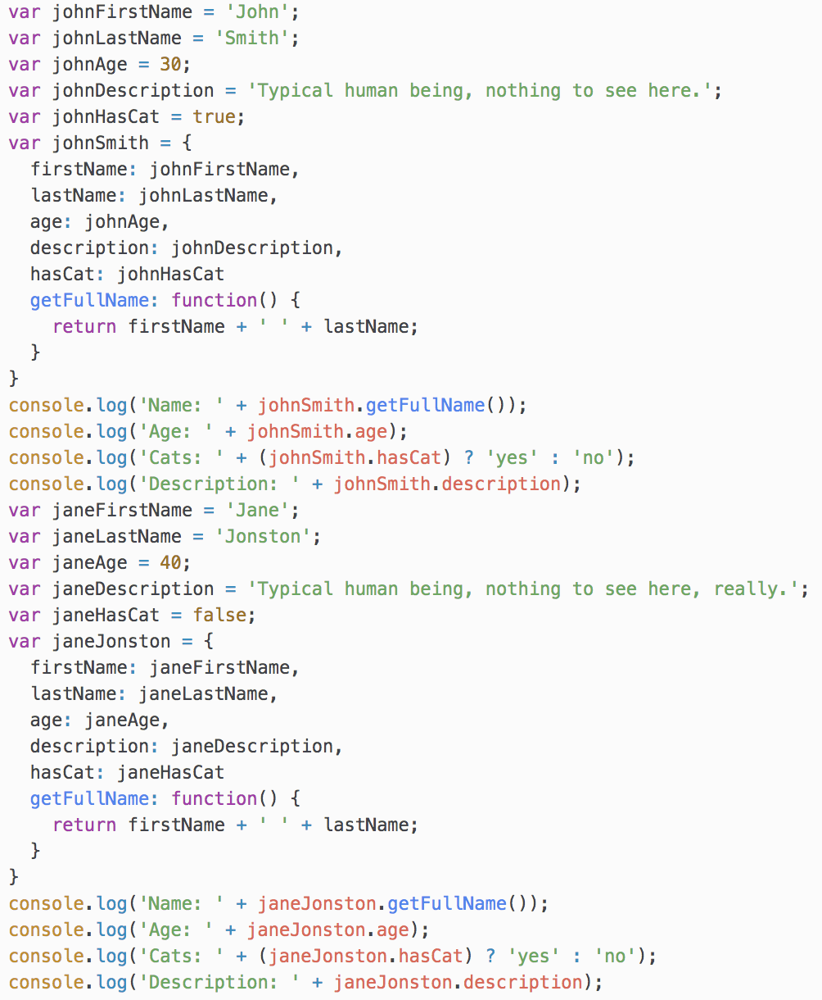 var johnFirstName = 'John';
var johnLastName = 'Smith';
var johnAge = 30;
var johnDescription = 'Typical human being, nothing to see here.';
var johnHasCat = true;
var johnSmith = {
  firstName: johnFirstName,
  lastName: johnLastName,
  age: johnAge,
  description: johnDescription,
  hasCat: johnHasCat
  getFullName: function() {
    return firstName + ' ' + lastName;
  }
}
console.log('Name: ' + johnSmith.getFullName());
console.log('Age: ' + johnSmith.age);
console.log('Cats: ' + (johnSmith.hasCat) ? 'yes' : 'no');
console.log('Description: ' + johnSmith.description);
var janeFirstName = 'Jane';
var janeLastName = 'Jonston';
var janeAge = 40;
var janeDescription = 'Typical human being, nothing to see here, really.';
var janeHasCat = false;
var janeJonston = {
  firstName: janeFirstName,
  lastName: janeLastName,
  age: janeAge,
  description: janeDescription,
  hasCat: janeHasCat
  getFullName: function() {
    return firstName + ' ' + lastName;
  }
}
console.log('Name: ' + janeJonston.getFullName());
console.log('Age: ' + janeJonston.age);
console.log('Cats: ' + (janeJonston.hasCat) ? 'yes' : 'no');
console.log('Description: ' + janeJonston.description);